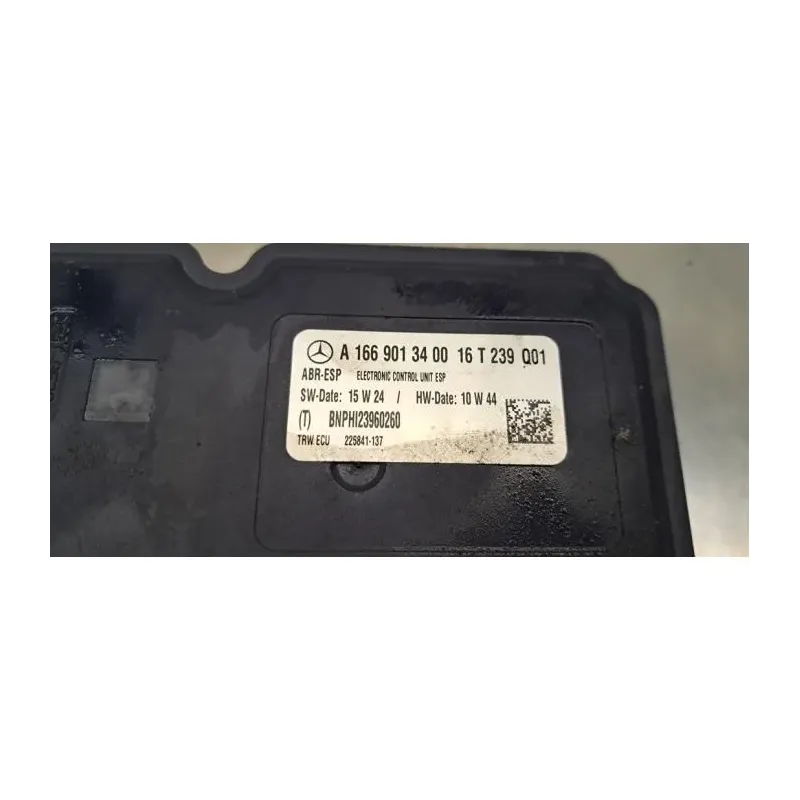 A 166 901 34 00 16 T 239 Q01
ABR-ESP ELECTRONIC CONTROL UNIT ESP
SW-Date: 15 W 24 / HW-Date: 10 W 44
(T) BNPHI23960260
TRW ECU 225841-137